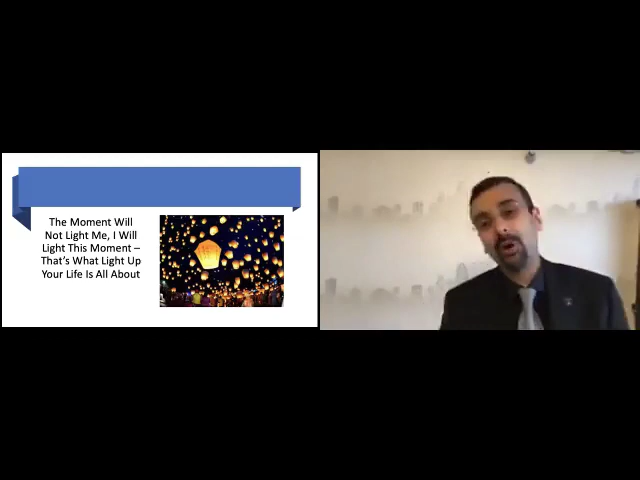 The Moment Will
Not Light Me, I Will
Light This Moment –
That's What Light Up
Your Life Is All About